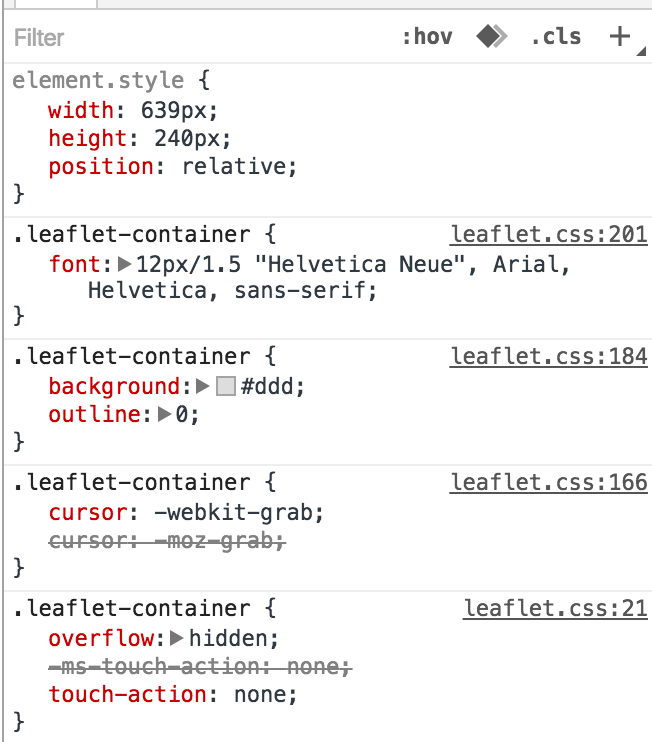 Filter :hov .cls +
element.style {
width: 639px;
height: 240px;
position: relative;
}
.leaflet-container { leaflet.css:201
font: 12px/1.5 "Helvetica Neue", Arial,
Helvetica, sans-serif;
}
.leaflet-container { leaflet.css:184
background: #ddd;
outline: 0;
}
.leaflet-container { leaflet.css:166
cursor: -webkit-grab;
cursor: -moz-grab;
}
.leaflet-container { leaflet.css:21
overflow: hidden;
-ms-touch-action: none;
touch-action: none;
}